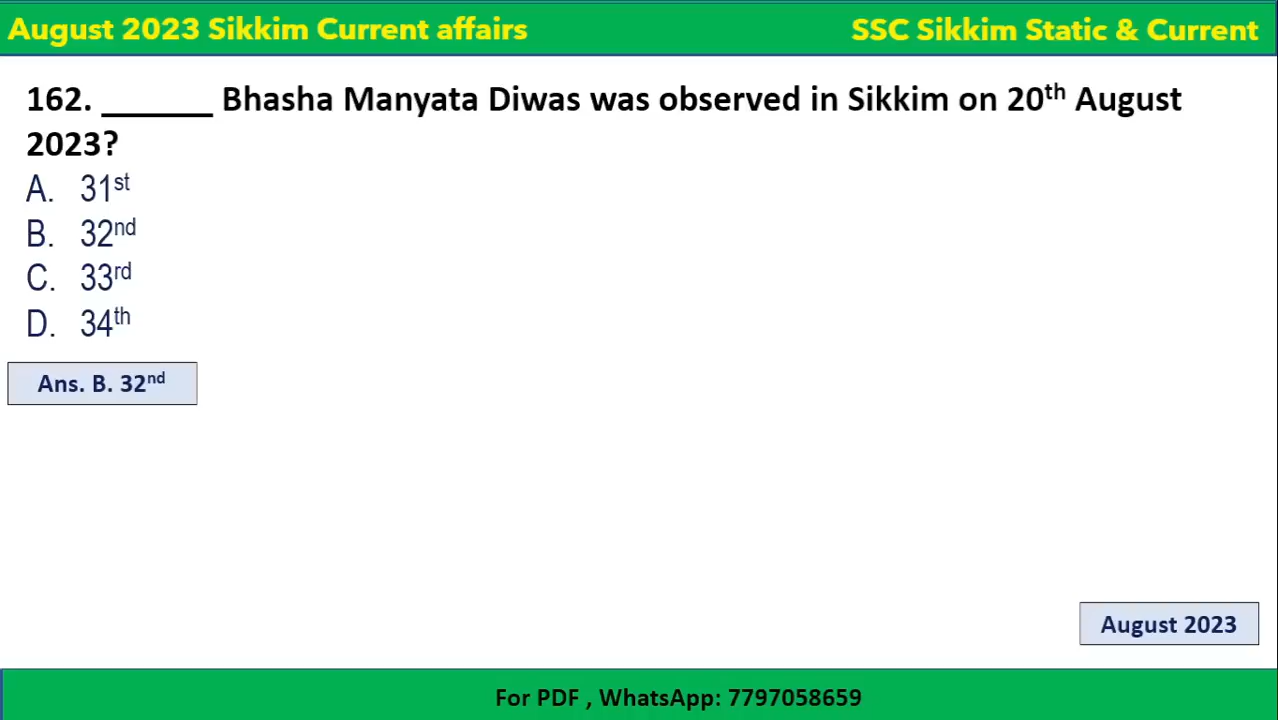 August 2023 Sikkim Current affairs
SSC Sikkim Static & Current
162. ______ Bhasha Manyata Diwas was observed in Sikkim on 20th August
2023?
A. 31st
B. 32nd
C. 33rd
D. 34th
Ans. B. 32nd
August 2023
For PDF , WhatsApp: 7797058659